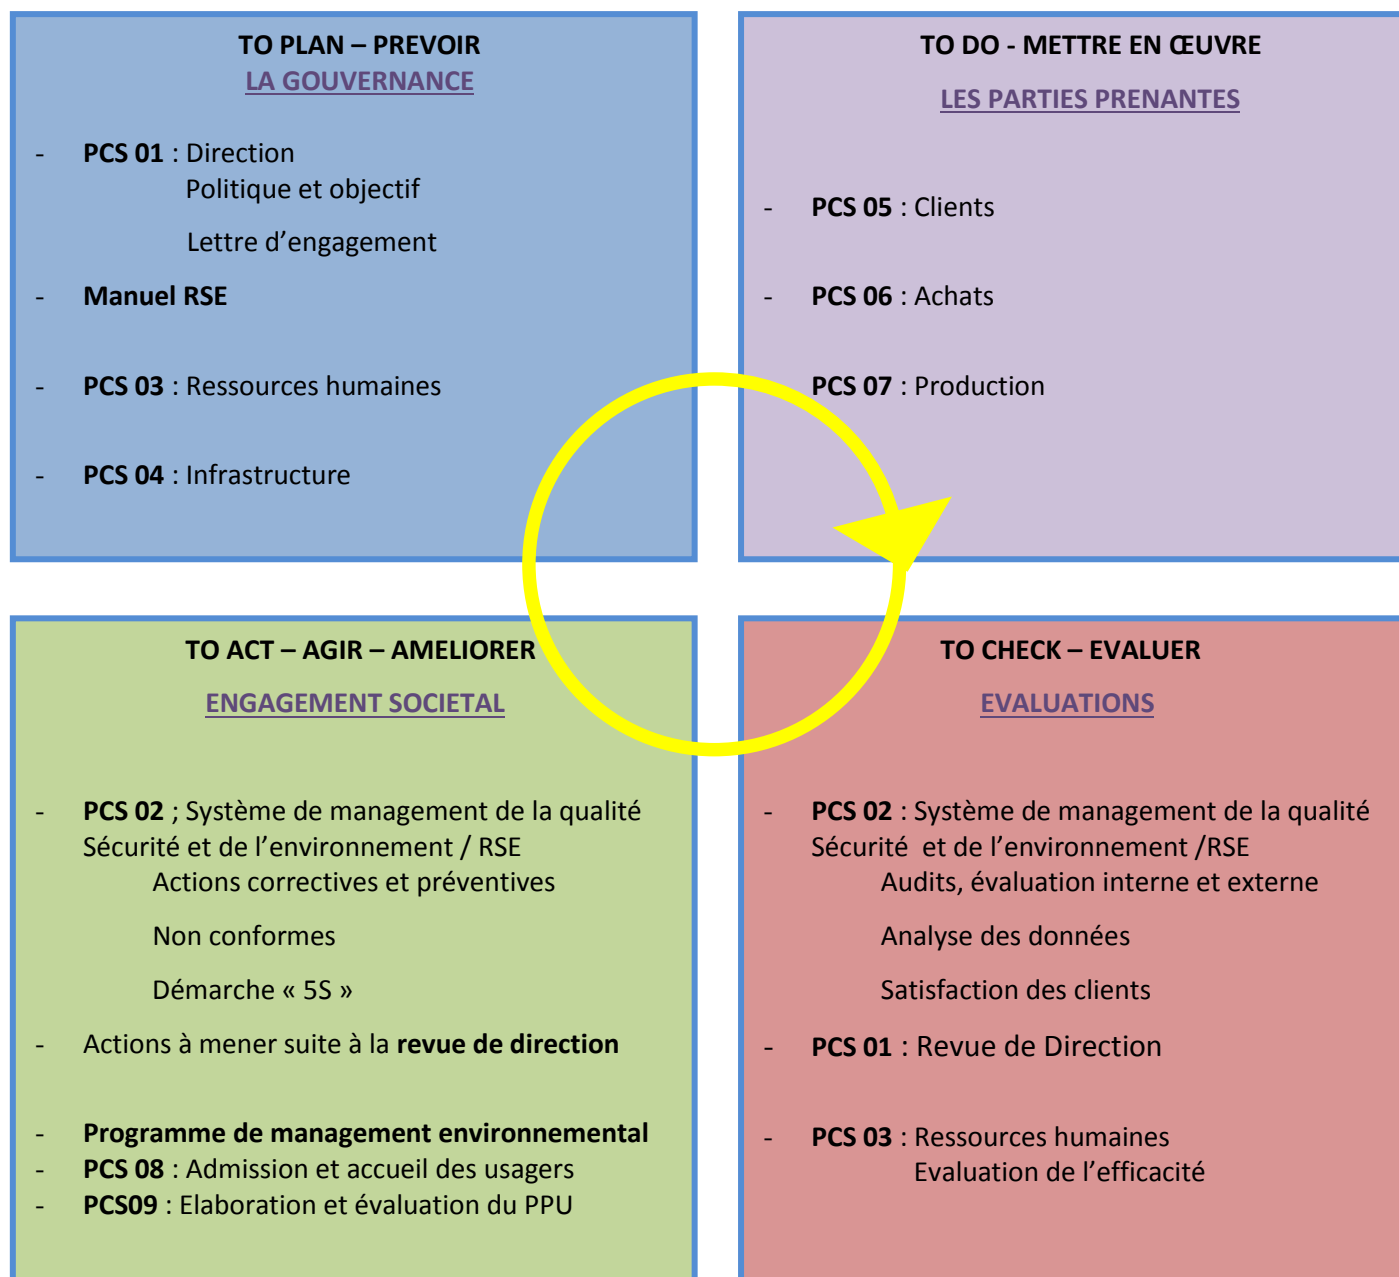 TO PLAN – PREVOIR
LA GOUVERNANCE
- PCS 01 : Direction
Politique et objectif
Lettre d’engagement
- Manuel RSE
- PCS 03 : Ressources humaines
- PCS 04 : Infrastructure
TO DO - METTRE EN ŒUVRE
LES PARTIES PRENANTES
- PCS 05 : Clients
- PCS 06 : Achats
PCS 07 : Production
TO ACT – AGIR – AMELIORER
ENGAGEMENT SOCIETAL
- PCS 02 ; Système de management de la qualité
Sécurité et de l’environnement / RSE
Actions correctives et préventives
Non conformes
Démarche « 5S »
- Actions à mener suite à la revue de direction
- Programme de management environnemental
- PCS 08 : Admission et accueil des usagers
- PCS09 : Elaboration et évaluation du PPU
TO CHECK – EVALUER
EVALUATIONS
- PCS 02 : Système de management de la qualité
Sécurité  et de l’environnement /RSE
Audits, évaluation interne et externe
Analyse des données
Satisfaction des clients
- PCS 01 : Revue de Direction
- PCS 03 : Ressources humaines
Evaluation de l’efficacité